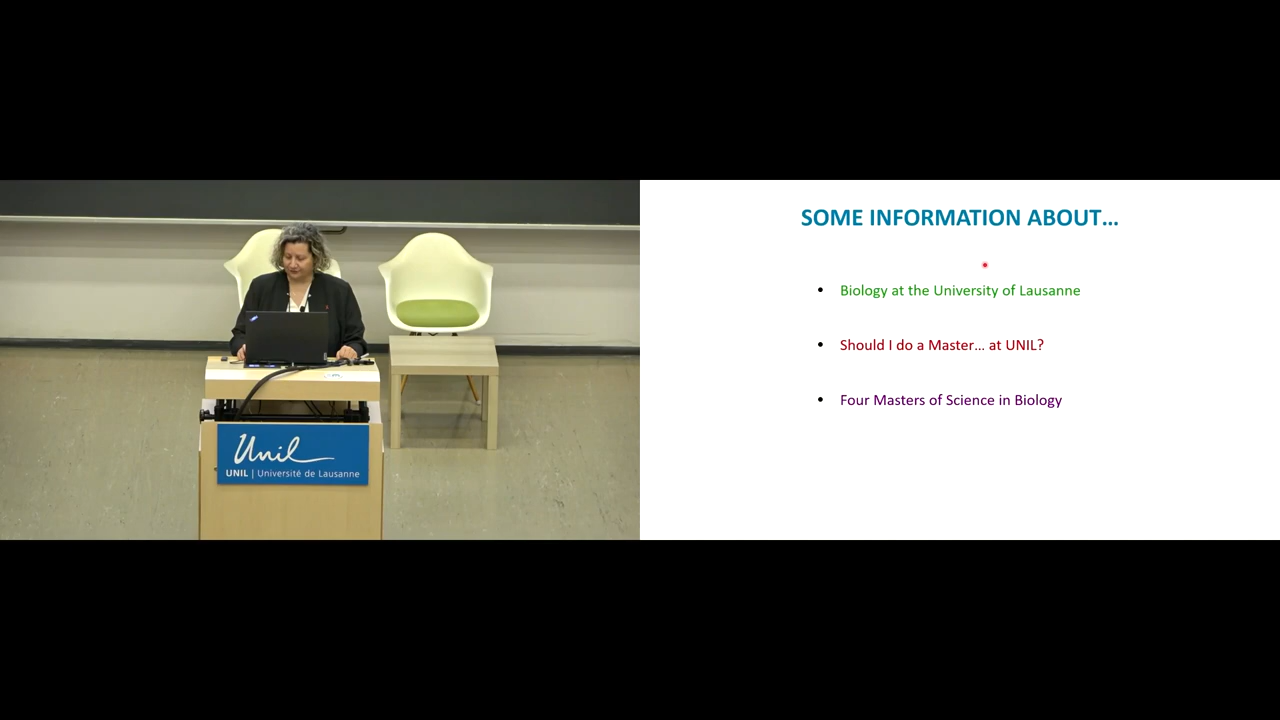 Unil
UNIL | Université de Lausanne
SOME INFORMATION ABOUT...
• Biology at the University of Lausanne
• Should I do a Master... at UNIL?
• Four Masters of Science in Biology